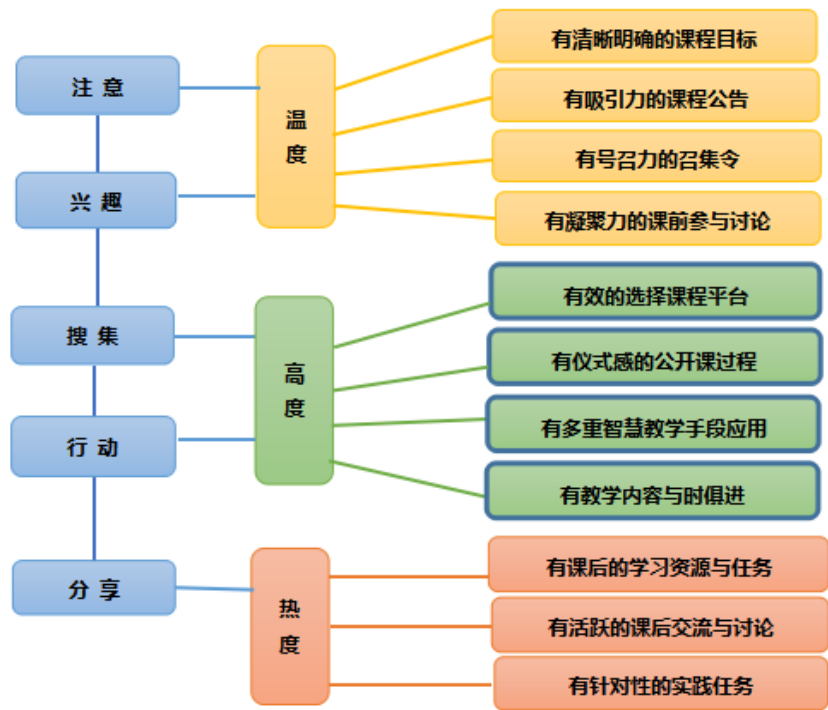 注意
兴趣
搜集
行动
分享
温度
高度
热度
有清晰明确的课程目标
有吸引力的课程公告
有号召力的召集令
有凝聚力的课前参与讨论
有效的选择课程平台
有仪式感的公开课过程
有多重智慧教学手段应用
有教学内容与时俱进
有课后的学习资源与任务
有活跃的课后交流与讨论
有针对性的实践任务